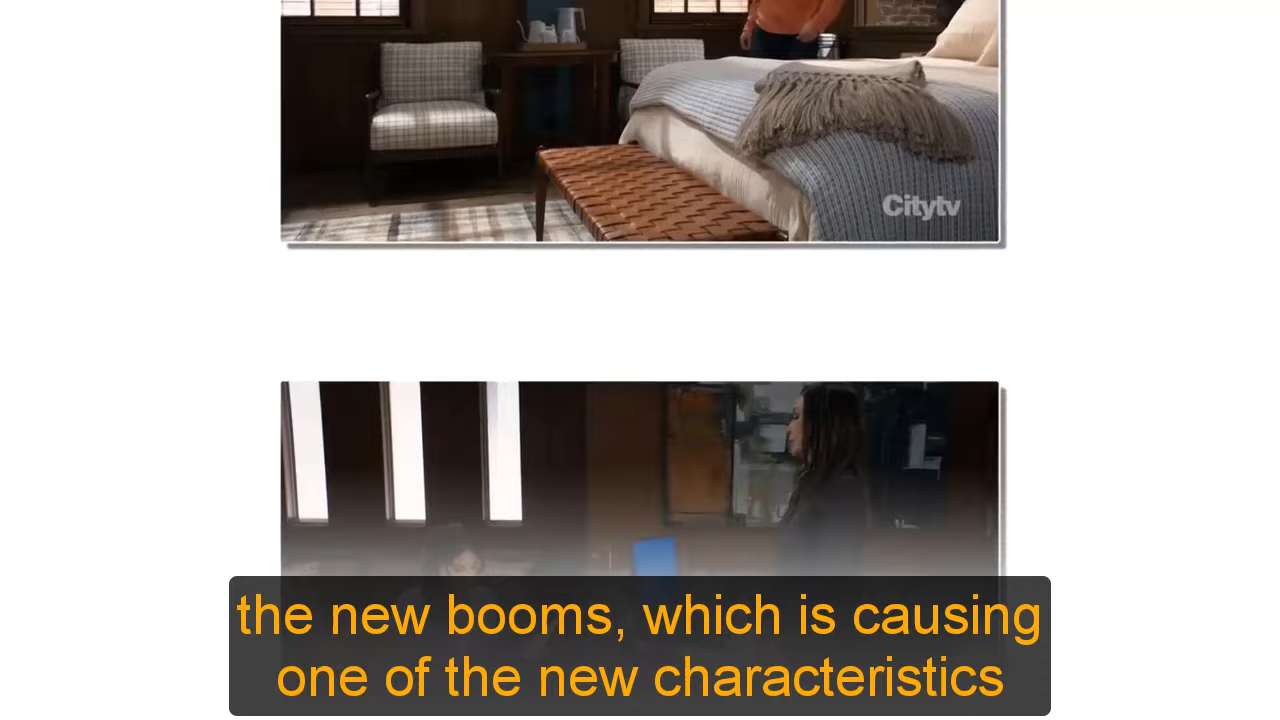 Citytv
the new booms, which is causing
one of the new characteristics